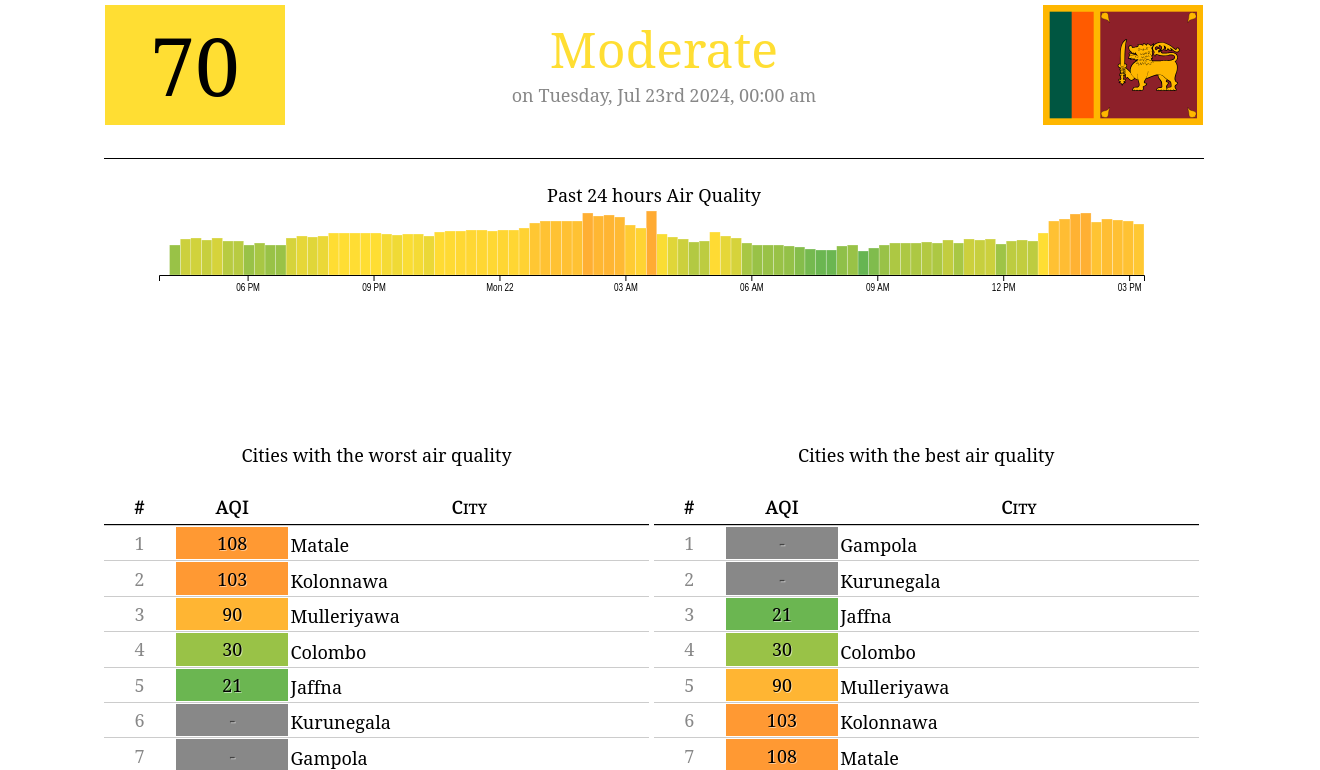 70
Moderate
on Tuesday, Jul 23rd 2024, 00:00 am
Past 24 hours Air Quality
06 PM 09 PM Mon 22 03 AM 06 AM 09 AM 12 PM 03 PM
Cities with the worst air quality
# AQI City
1 108 Matale
2 103 Kolonnawa
3 90 Mulleriyawa
4 30 Colombo
5 21 Jaffna
6 - Kurunegala
7 - Gampola
Cities with the best air quality
# AQI City
1 - Gampola
2 - Kurunegala
3 21 Jaffna
4 30 Colombo
5 90 Mulleriyawa
6 103 Kolonnawa
7 108 Matale